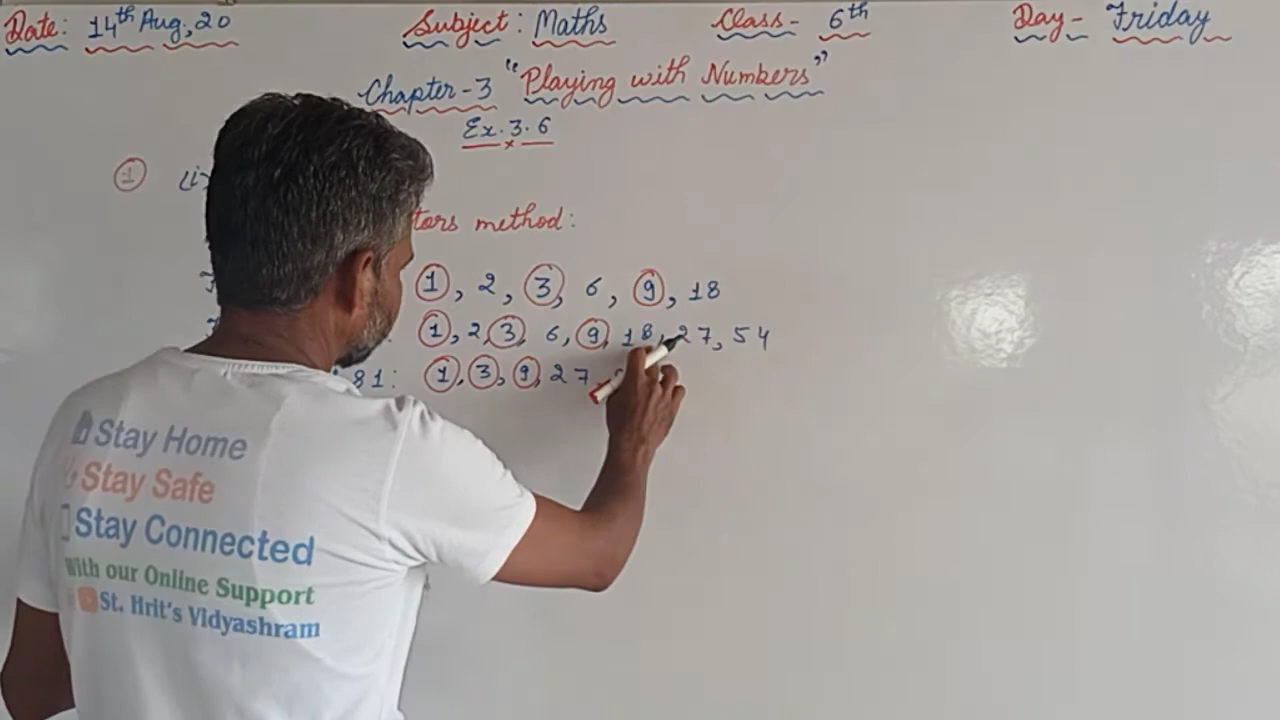 Date: 14th Aug, 20 Subject: Maths Class- 6th Day- Friday
Chapter-3 "Playing with Numbers"
Ex. 3.6
1 (i)
method:
1, 2, 3, 6, 9, 18
1, 2, 3, 6, 9, 18, 27, 54
81: 1, 3, 9, 27
Stay Home
Stay Safe
Stay Connected
With our Online Support
St. Hrit's Vidyashram